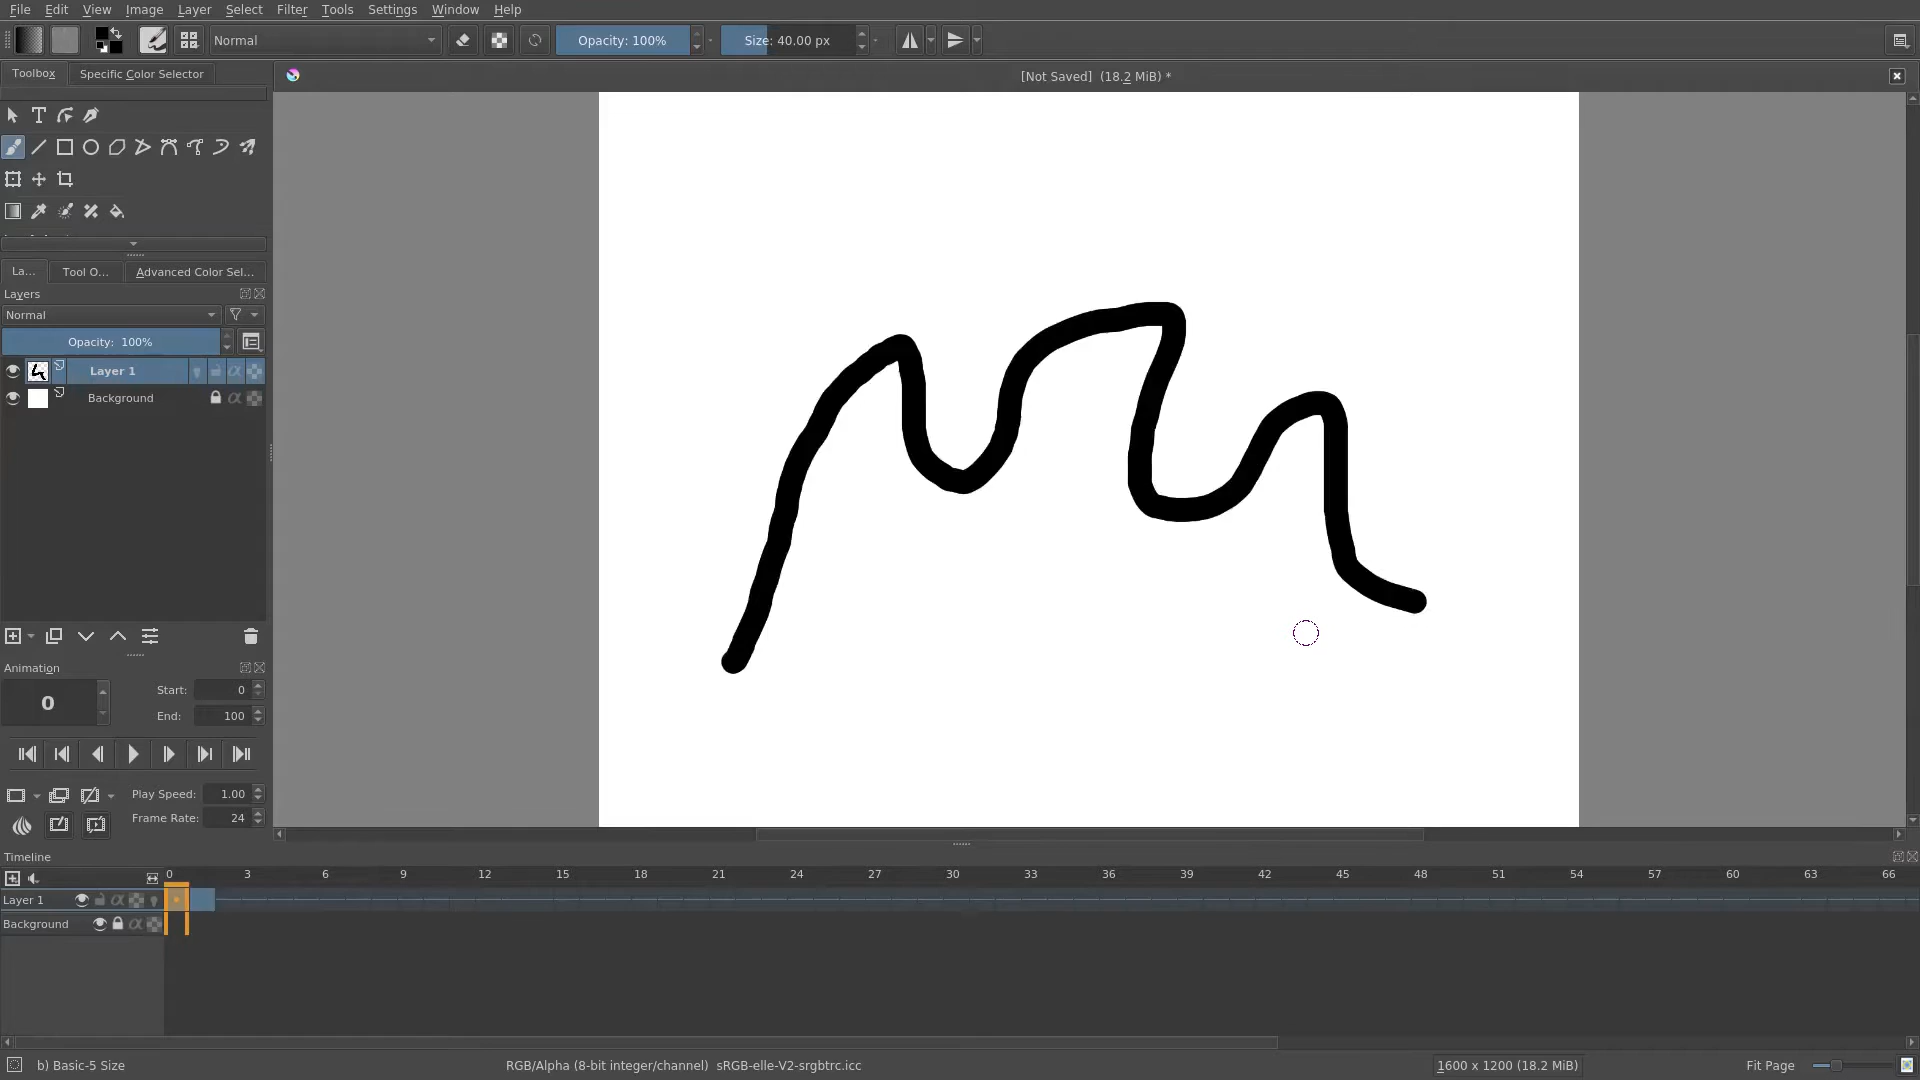 File Edit View Image Layer Select Filter Tools Settings Window Help
Normal Opacity: 100% Size: 40.00 px
Toolbox Specific Color Selector
[Not Saved] (18.2 MiB) *
La... Tool O... Advanced Color Sel...
Layers
Normal
Opacity: 100%
Layer 1
Background
Animation
0 Start: 0
End: 100
Play Speed: 1.00
Frame Rate: 24
Timeline
0 3 6 9 12 15 18 21 24 27 30 33 36 39 42 45 48 51 54 57 60 63 66
Layer 1
Background
b) Basic-5 Size RGB/Alpha (8-bit integer/channel) sRGB-elle-V2-srgbtrc.icc 1600 x 1200 (18.2 MiB) Fit Page